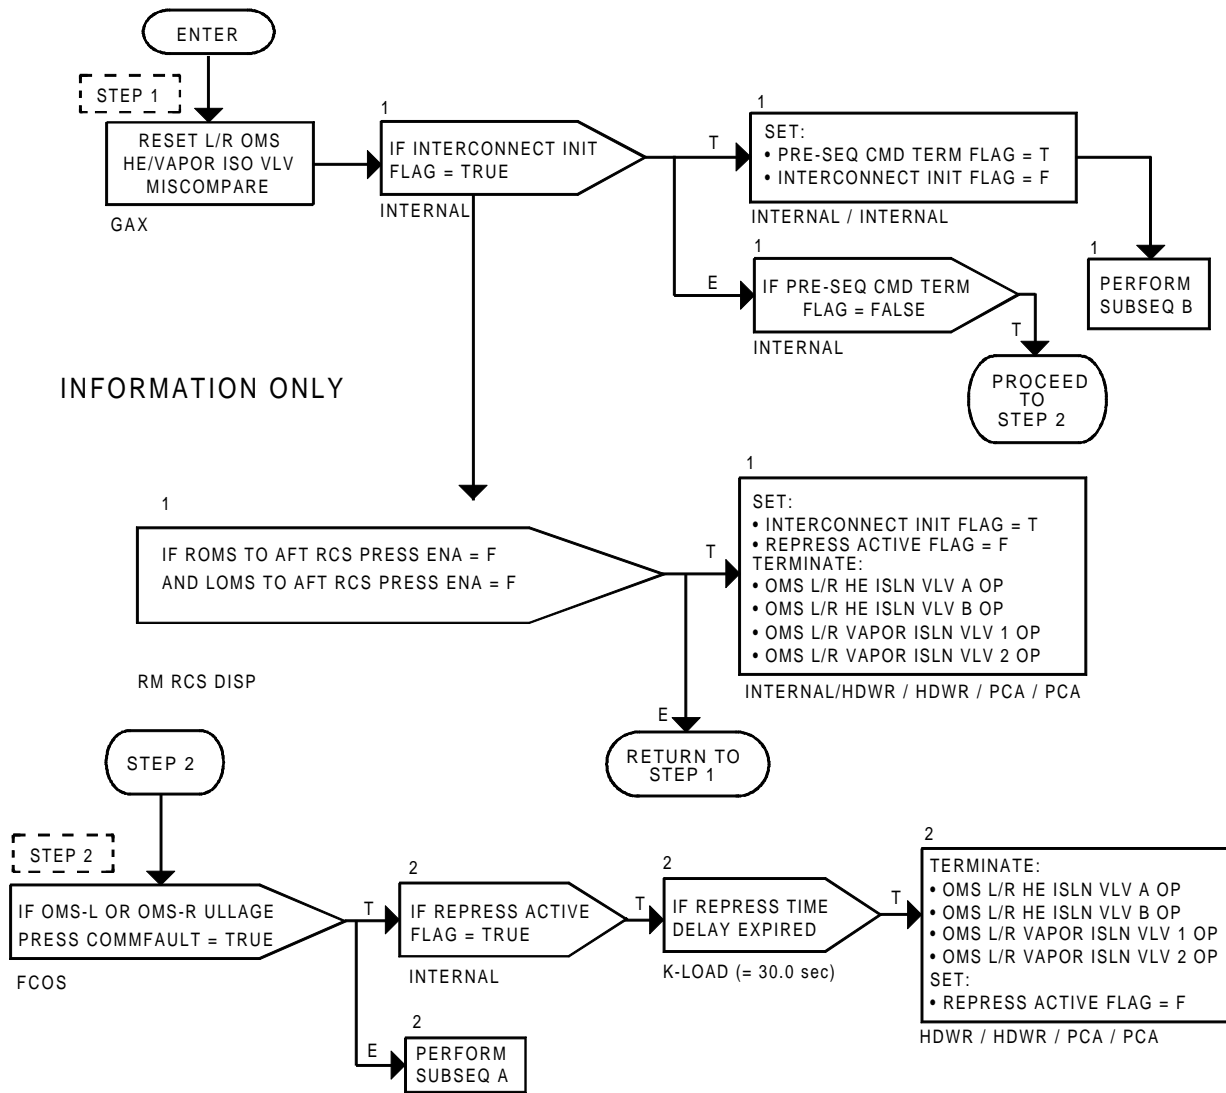 ENTER
STEP 1
RESET L/R OMS
HE/VAPOR ISO VLV
MISCOMPARE
GAX
1
IF INTERCONNECT INIT
FLAG = TRUE
INTERNAL
T
1
SET:
• PRE-SEQ CMD TERM FLAG = T
• INTERCONNECT INIT FLAG = F
INTERNAL / INTERNAL
1
PERFORM
SUBSEQ B
E
1
IF PRE-SEQ CMD TERM
FLAG = FALSE
INTERNAL
T
PROCEED
TO
STEP 2
INFORMATION ONLY
1
IF ROMS TO AFT RCS PRESS ENA = F
AND LOMS TO AFT RCS PRESS ENA = F
RM RCS DISP
T
1
SET:
• INTERCONNECT INIT FLAG = T
• REPRESS ACTIVE FLAG = F
TERMINATE:
• OMS L/R HE ISLN VLV A OP
• OMS L/R HE ISLN VLV B OP
• OMS L/R VAPOR ISLN VLV 1 OP
• OMS L/R VAPOR ISLN VLV 2 OP
INTERNAL/HDWR / HDWR / PCA / PCA
E
RETURN TO
STEP 1
STEP 2
STEP 2
IF OMS-L OR OMS-R ULLAGE
PRESS COMMFAULT = TRUE
FCOS
T
2
IF REPRESS ACTIVE
FLAG = TRUE
INTERNAL
T
2
IF REPRESS TIME
DELAY EXPIRED
K-LOAD (= 30.0 sec)
T
2
TERMINATE:
• OMS L/R HE ISLN VLV A OP
• OMS L/R HE ISLN VLV B OP
• OMS L/R VAPOR ISLN VLV 1 OP
• OMS L/R VAPOR ISLN VLV 2 OP
SET:
• REPRESS ACTIVE FLAG = F
HDWR / HDWR / PCA / PCA
E
2
PERFORM
SUBSEQ A